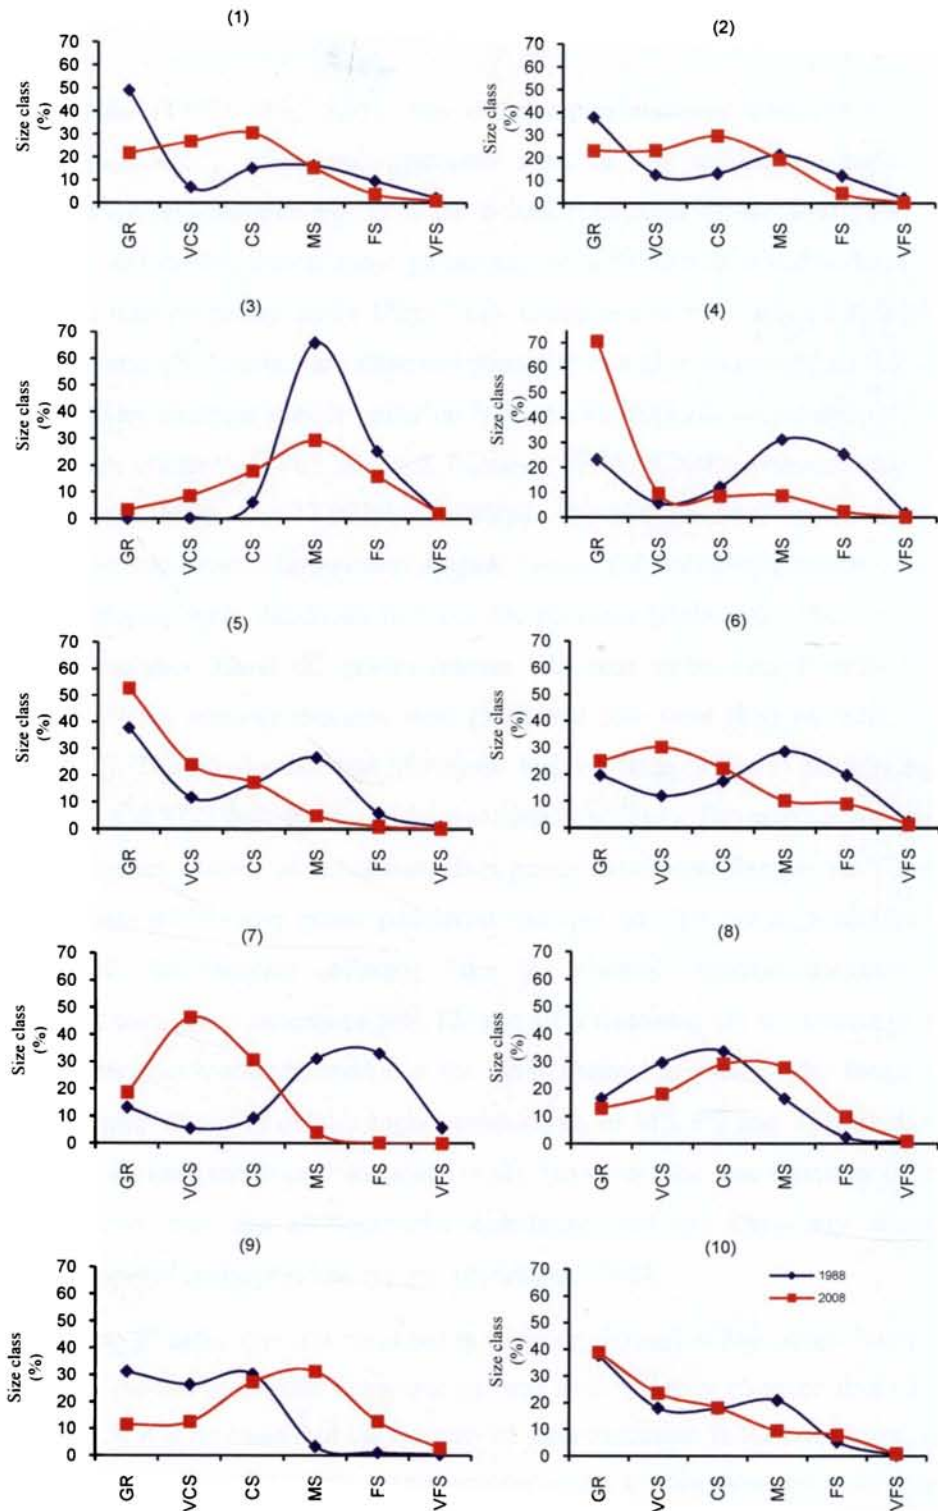 (1)
Size class
(%)
70
60
50
40
30
20
10
0
GR
VCS
CS
MS
FS
VFS
(2)
Size class
(%)
70
60
50
40
30
20
10
0
GR
VCS
CS
MS
FS
VFS
(3)
Size class
(%)
70
60
50
40
30
20
10
0
GR
VCS
CS
MS
FS
VFS
(4)
Size class
(%)
70
60
50
40
30
20
10
0
GR
VCS
CS
MS
FS
VFS
(5)
Size class
(%)
70
60
50
40
30
20
10
0
GR
VCS
CS
MS
FS
VFS
(6)
Size class
(%)
70
60
50
40
30
20
10
0
GR
VCS
CS
MS
FS
VFS
(7)
Size class
(%)
70
60
50
40
30
20
10
0
GR
VCS
CS
MS
FS
VFS
(8)
Size class
(%)
70
60
50
40
30
20
10
0
GR
VCS
CS
MS
FS
VFS
(9)
Size class
(%)
70
60
50
40
30
20
10
0
GR
VCS
CS
MS
FS
VFS
(10)
Size class
(%)
70
60
50
40
30
20
10
0
1988
2008
GR
VCS
CS
MS
FS
VFS